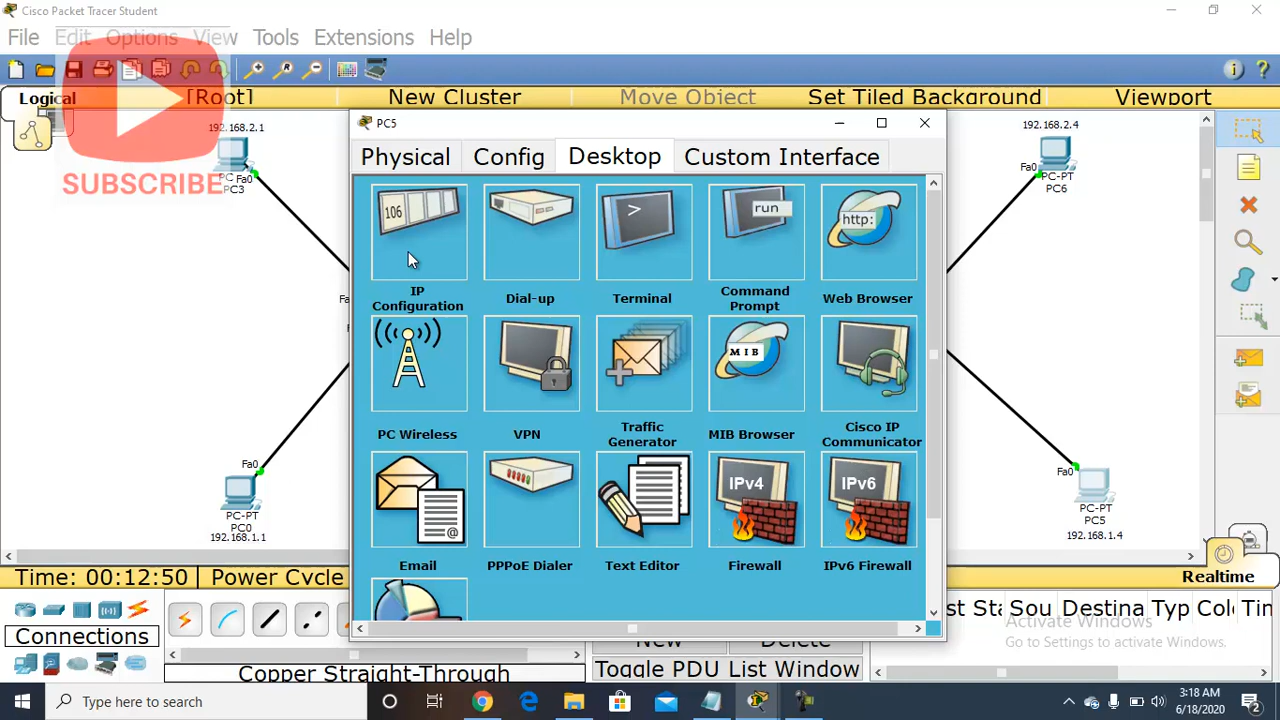 Cisco Packet Tracer Student
File Edit Options View Tools Extensions Help
Logical [Root] New Cluster Move Object Set Tiled Background Viewport
SUBSCRIBE
192.168.2.1
Fa0
PC3
PC5
Physical Config Desktop Custom Interface
106
>
run
http:
IP Configuration
Dial-up
Terminal
Command Prompt
Web Browser
MIB
PC Wireless
VPN
Traffic Generator
MIB Browser
Cisco IP Communicator
@
IPv4
IPv6
Email
PPPoE Dialer
Text Editor
Firewall
IPv6 Firewall
192.168.2.4
Fa0
PC-PT
PC6
Fa0
PC-PT
PC0
192.168.1.1
Fa0
PC-PT
PC5
192.168.1.4
Time: 00:12:50 Power Cycle
Realtime
Connections
Copper Straight-Through
New Delete
Toggle PDU List Window
Sou Destina Typ
Activate Windows
Go to Settings to activate Windows.
Type here to search
3:18 AM
6/18/2020
2